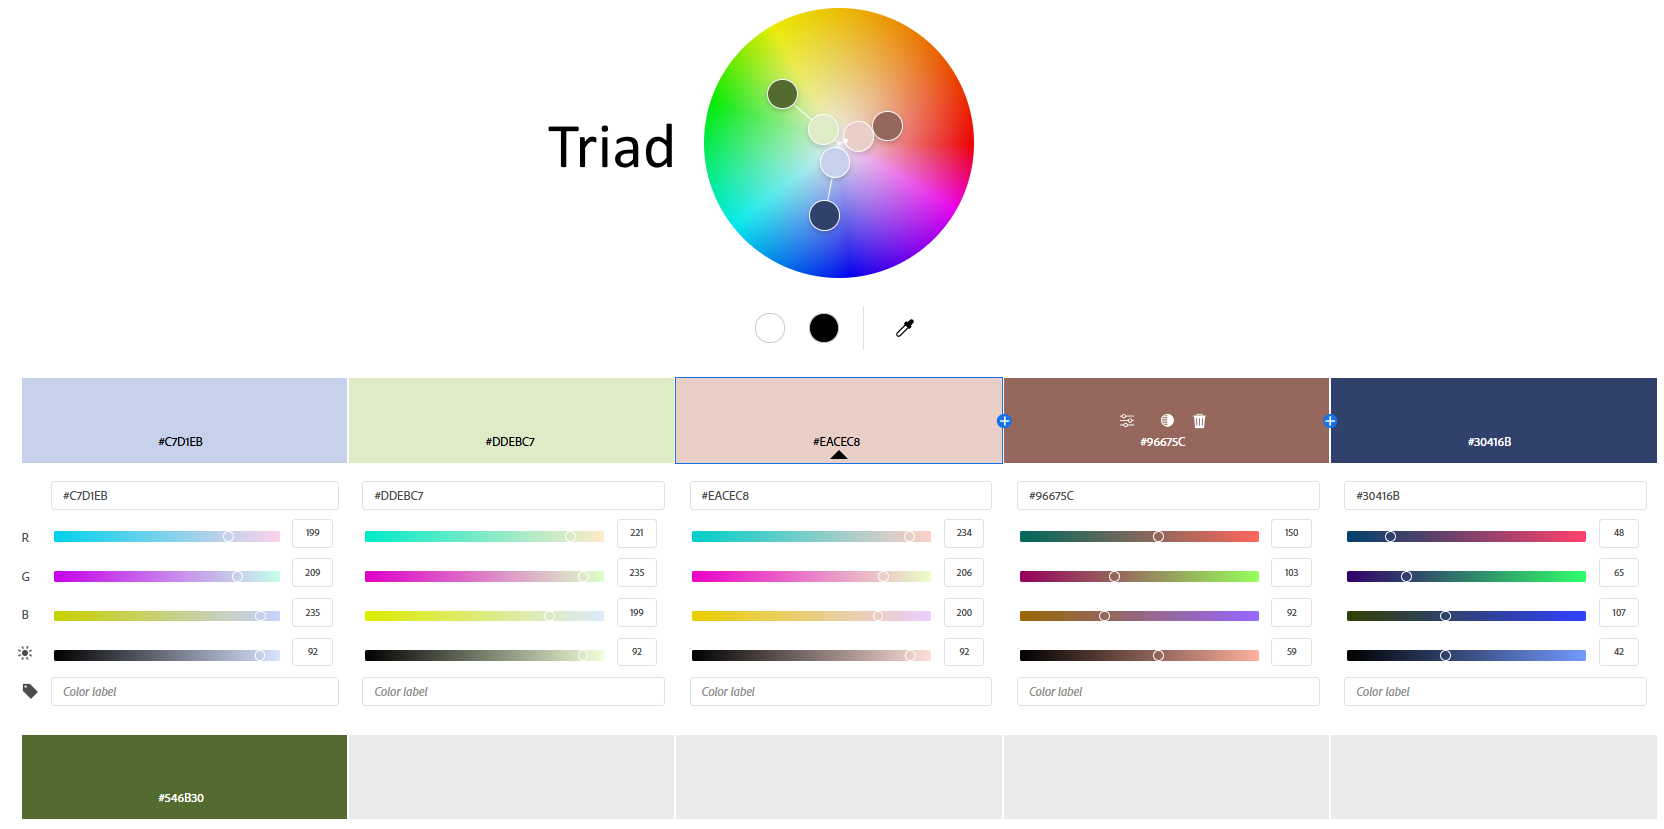 Triad
#C7D1EB #DDEBC7 #EACEC8 #96675C #30416B
#C7D1EB #DDEBC7 #EACEC8 #96675C #30416B
R 199 221 234 150 48
G 209 235 206 103 65
B 235 199 200 92 107
92 92 92 59 42
Color label Color label Color label Color label Color label
#546B30